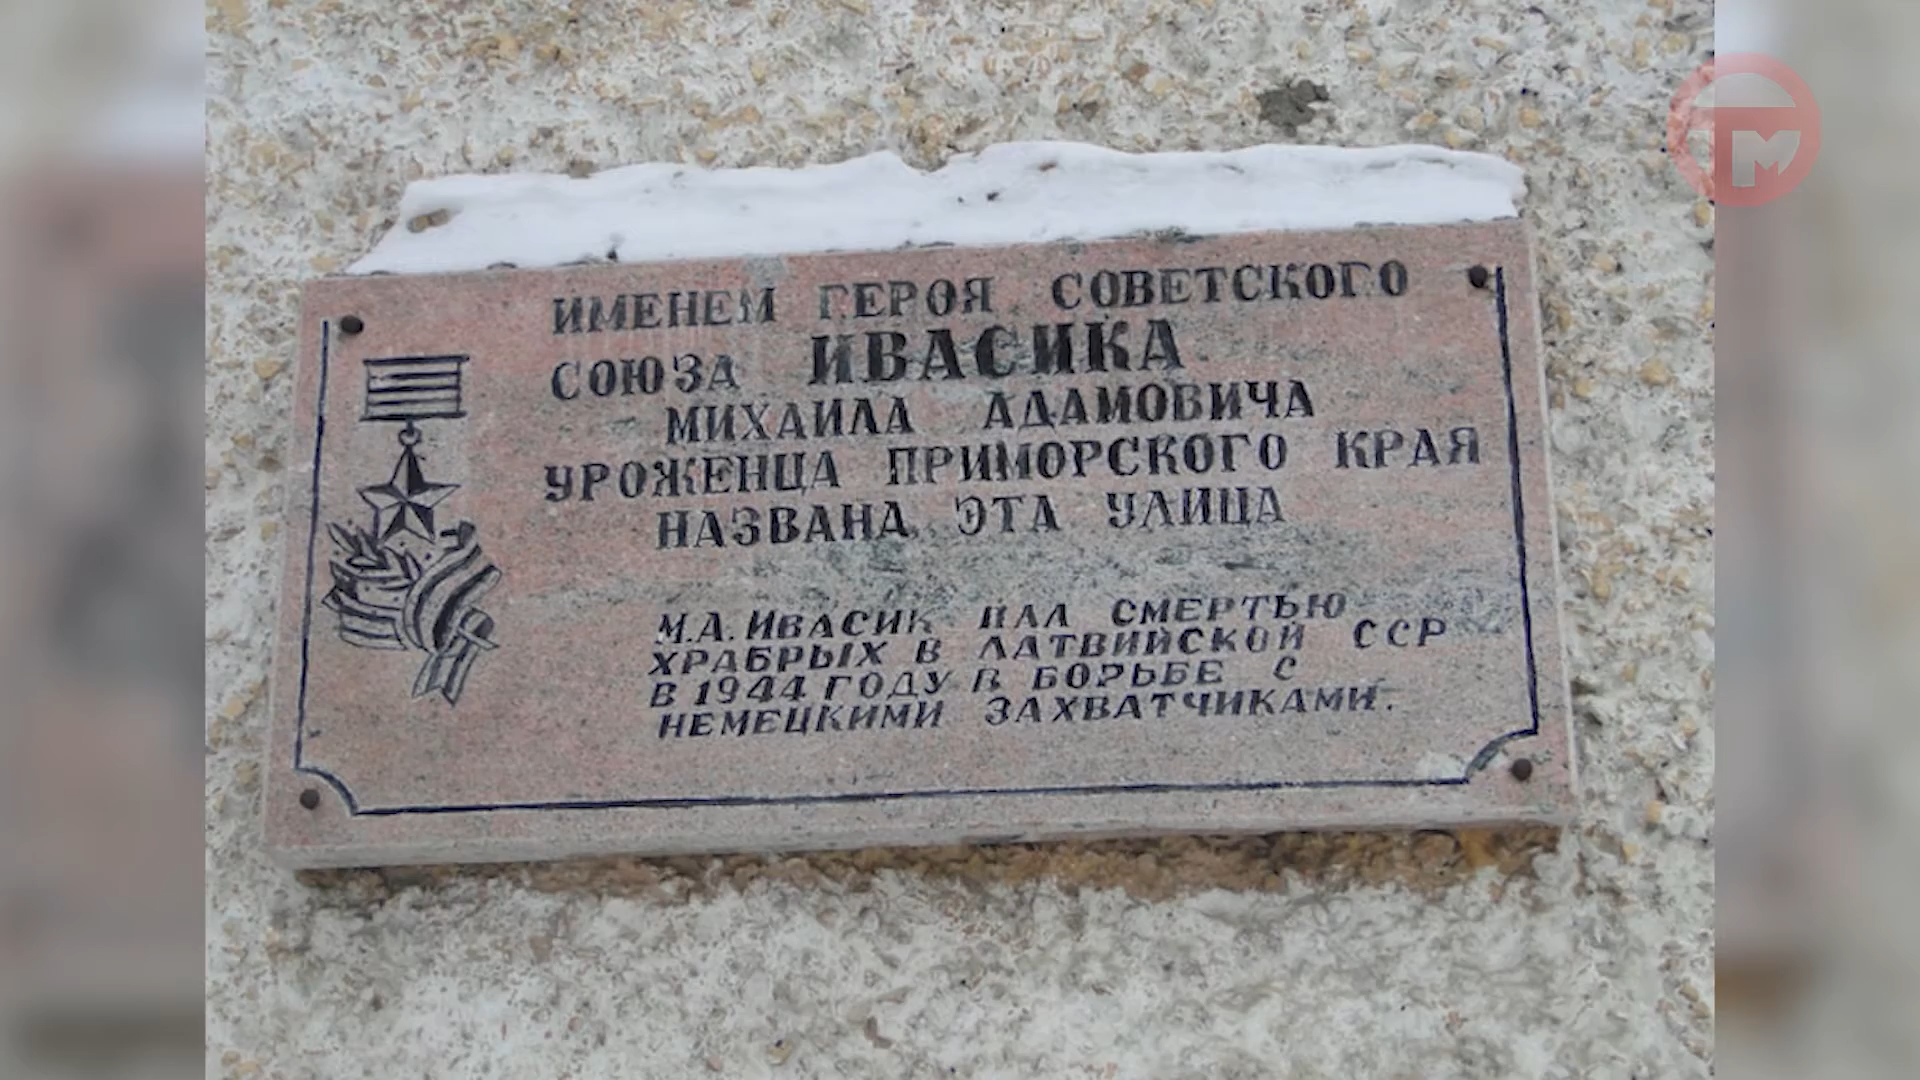 ИМЕНЕМ ГЕРОЯ СОВЕТСКОГО
СОЮЗА ИВАСИКА
МИХАИЛА АДАМОВИЧА
УРОЖЕНЦА ПРИМОРСКОГО КРАЯ
НАЗВАНА ЭТА УЛИЦА
М.А.ИВАСИК ПАЛ СМЕРТЬЮ
ХРАБРЫХ В ЛАТВИЙСКОЙ ССР
В 1944 ГОДУ В БОРЬБЕ С
НЕМЕЦКИМИ ЗАХВАТЧИКАМИ.
ТМ